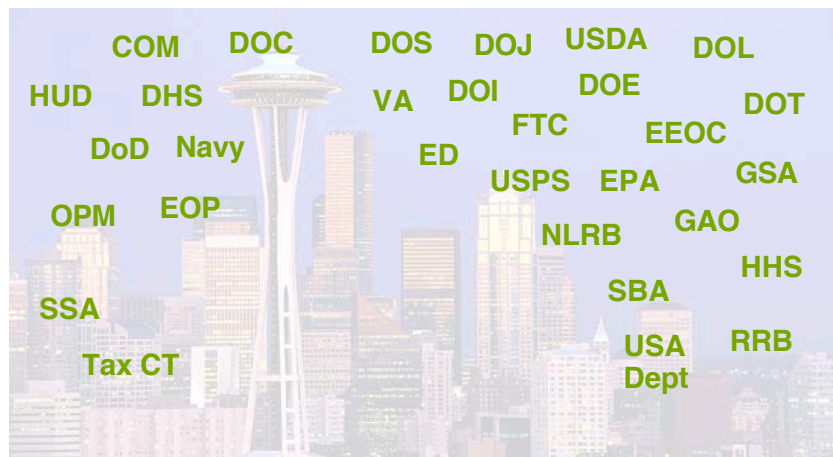 COM
DOC
DOS
DOJ
USDA
DOL
HUD
DHS
VA
DOI
DOE
DOT
FTC
EEOC
DoD
Navy
ED
GSA
USPS
EPA
OPM
EOP
NLRB
GAO
HHS
SBA
SSA
USA
Dept
RRB
Tax CT